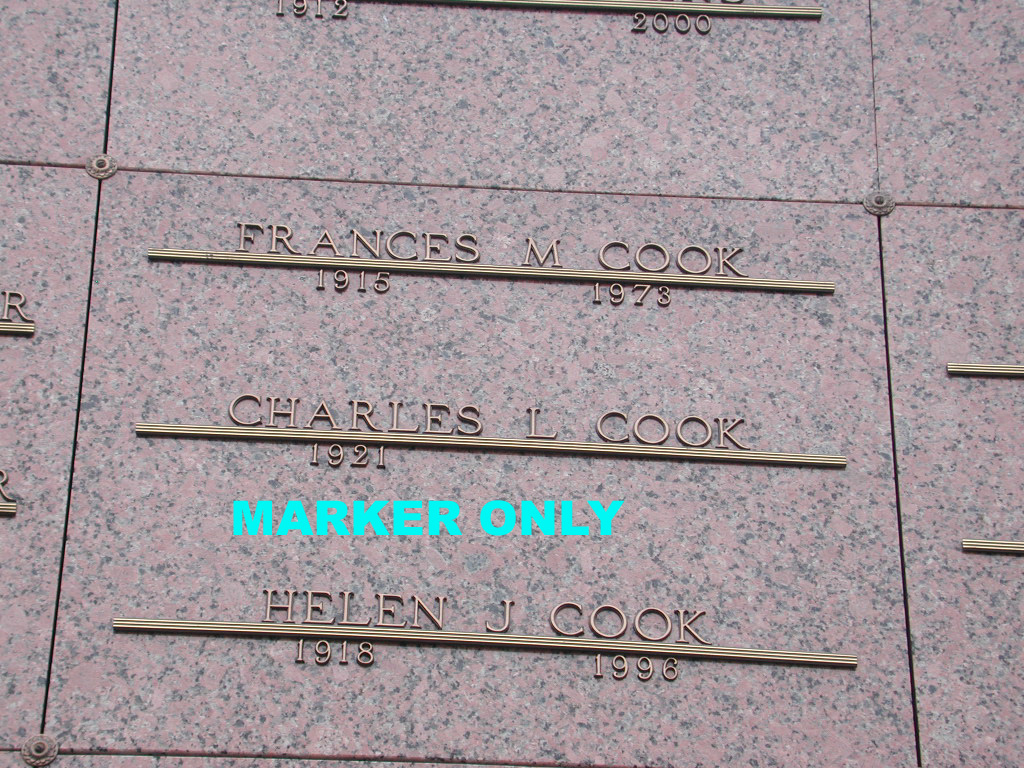 1912 2000
FRANCES M COOK
1915 1973
R
CHARLES L COOK
1921
R
MARKER ONLY
HELEN J COOK
1918 1996